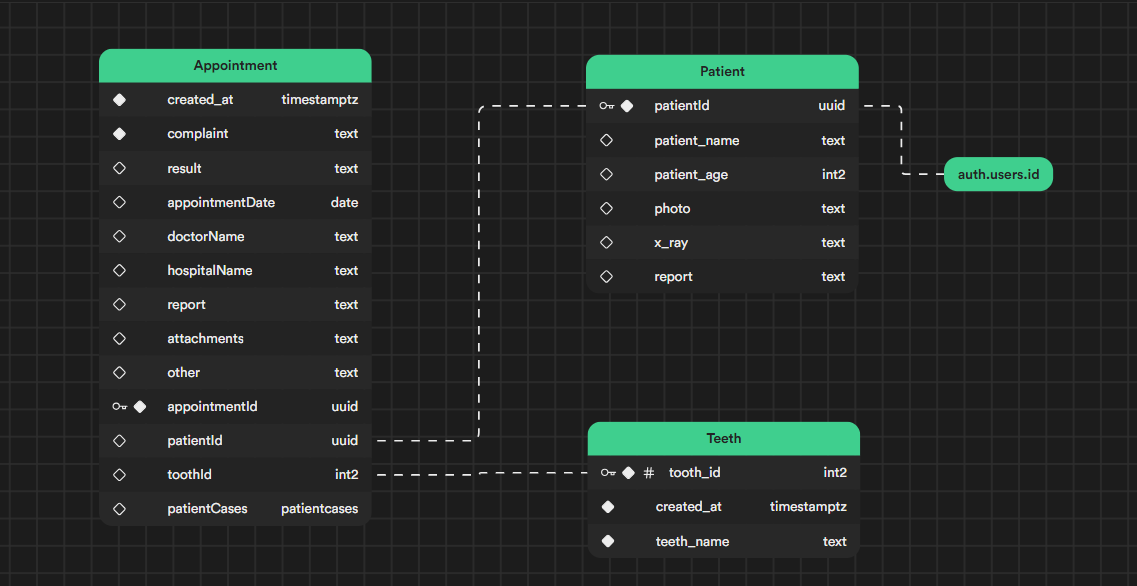 Appointment
created_at timestamptz
complaint text
result text
appointmentDate date
doctorName text
hospitalName text
report text
attachments text
other text
appointmentId uuid
patientId uuid
toothId int2
patientCases patientcases
Patient
patientId uuid
patient_name text
patient_age int2
photo text
x_ray text
report text
auth.users.id
Teeth
# tooth_id int2
created_at timestamptz
teeth_name text